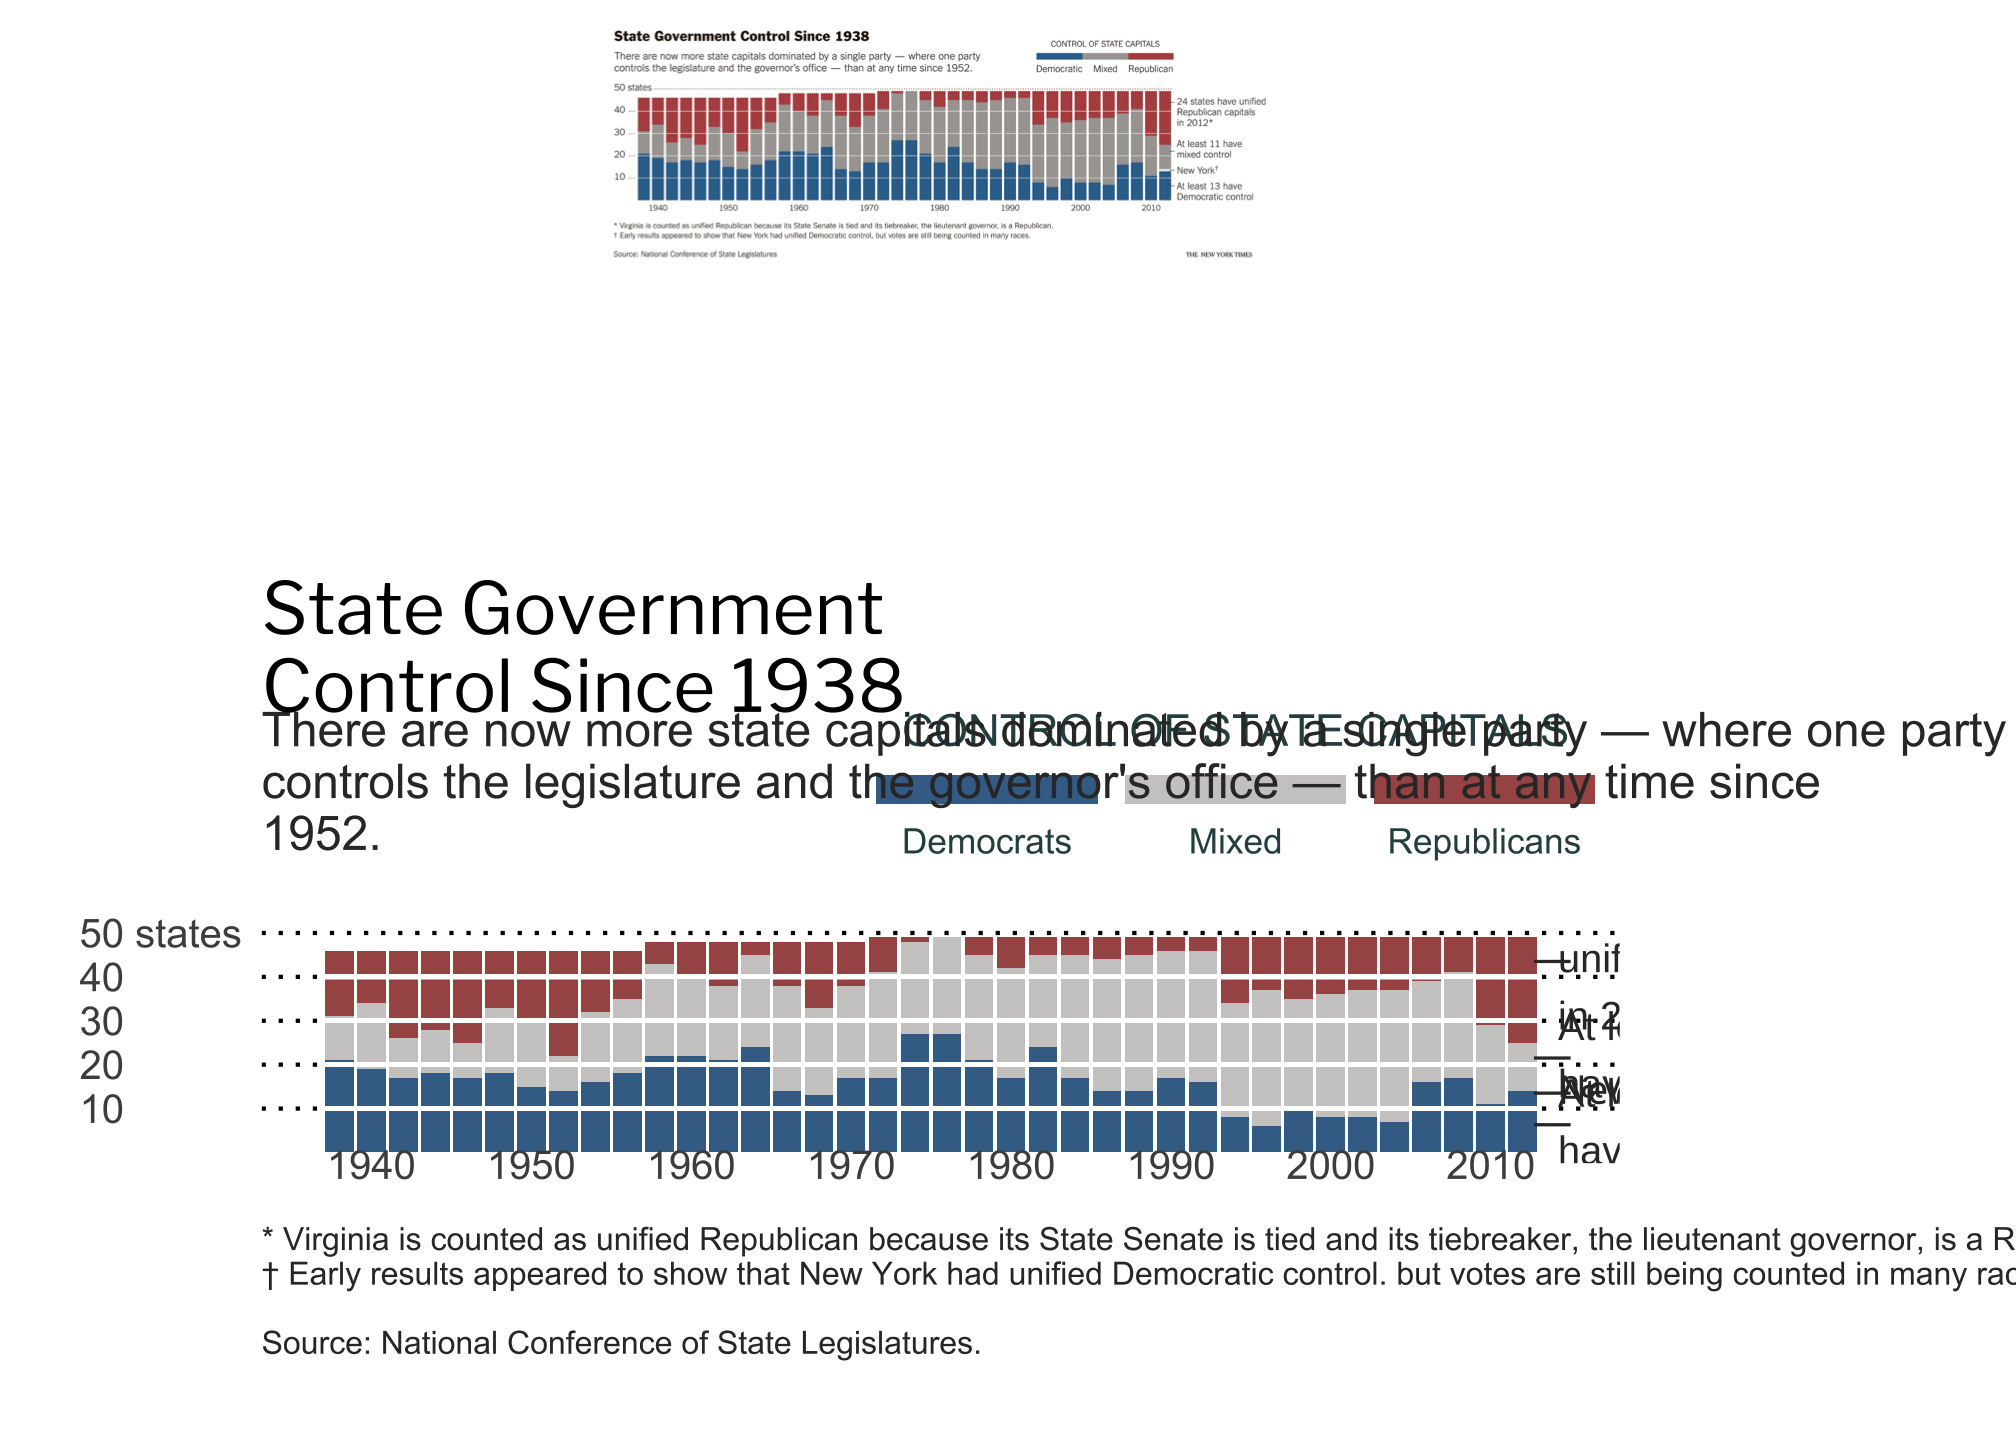 State Government Control Since 1938
There are now more state capitals dominated by a single party — where one party
controls the legislature and the governor's office — than at any time since 1952.
CONTROL OF STATE CAPITALS
Democratic Mixed Republican
50 states
40
30
20
10
24 states have unified
Republican capitals
in 2012*
At least 11 have
mixed control
New York†
At least 13 have
Democratic control
1940 1950 1960 1970 1980 1990 2000 2010
* Virginia is counted as unified Republican because its State Senate is tied and its tiebreaker, the lieutenant governor, is a Republican.
† Early results appeared to show that New York had unified Democratic control, but votes are still being counted in many races.
Source: National Conference of State Legislatures
THE NEW YORK TIMES
State Government
Control Since 1938
There are now more state capitals dominated by a single party — where one party
controls the legislature and the governor's office — than at any time since
1952.
CONTROL OF STATE CAPITALS
Democrats Mixed Republicans
50 states
40
30
20
10
unif
in 2
At le
hav
New
At l
hav
1940 1950 1960 1970 1980 1990 2000 2010
* Virginia is counted as unified Republican because its State Senate is tied and its tiebreaker, the lieutenant governor, is a R
† Early results appeared to show that New York had unified Democratic control. but votes are still being counted in many rac
Source: National Conference of State Legislatures.